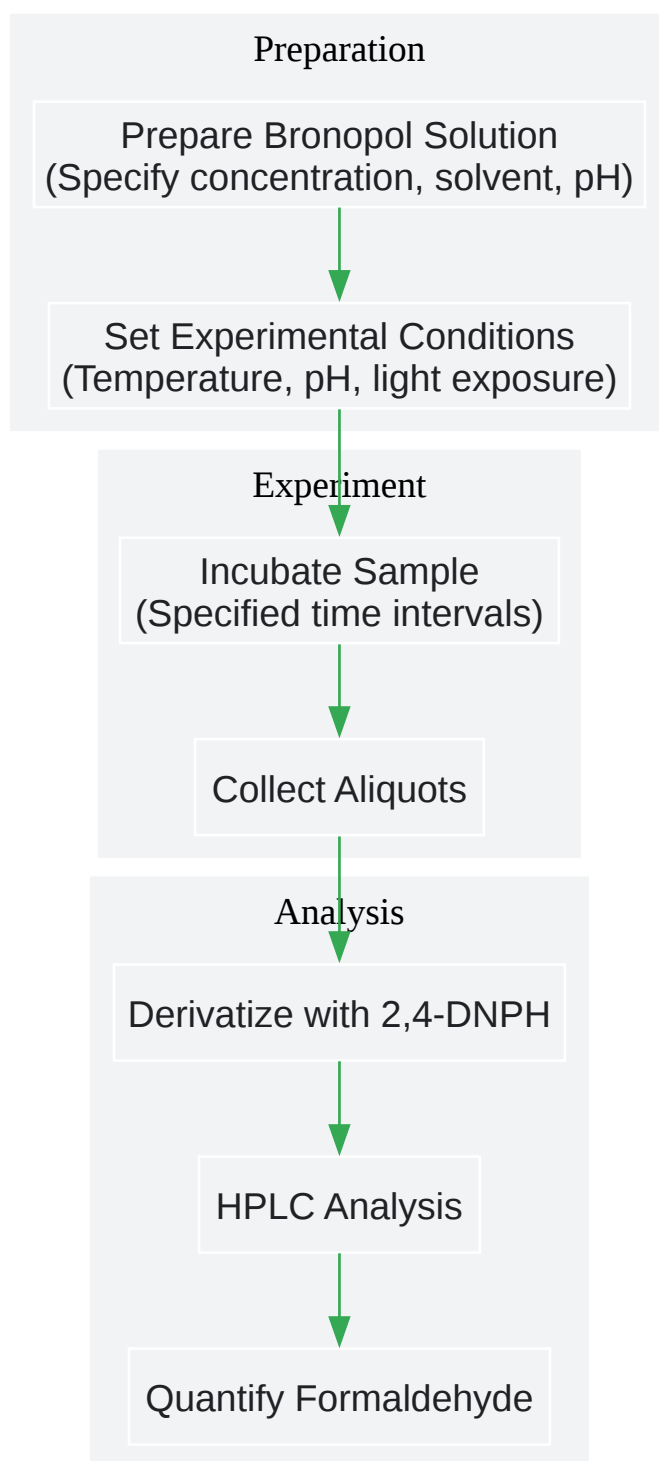 Preparation
Prepare Bronopol Solution
(Specify concentration, solvent, pH)
Set Experimental Conditions
(Temperature, pH, light exposure)
Experiment
Incubate Sample
(Specified time intervals)
Collect Aliquots
Analysis
Derivatize with 2,4-DNPH
HPLC Analysis
Quantify Formaldehyde